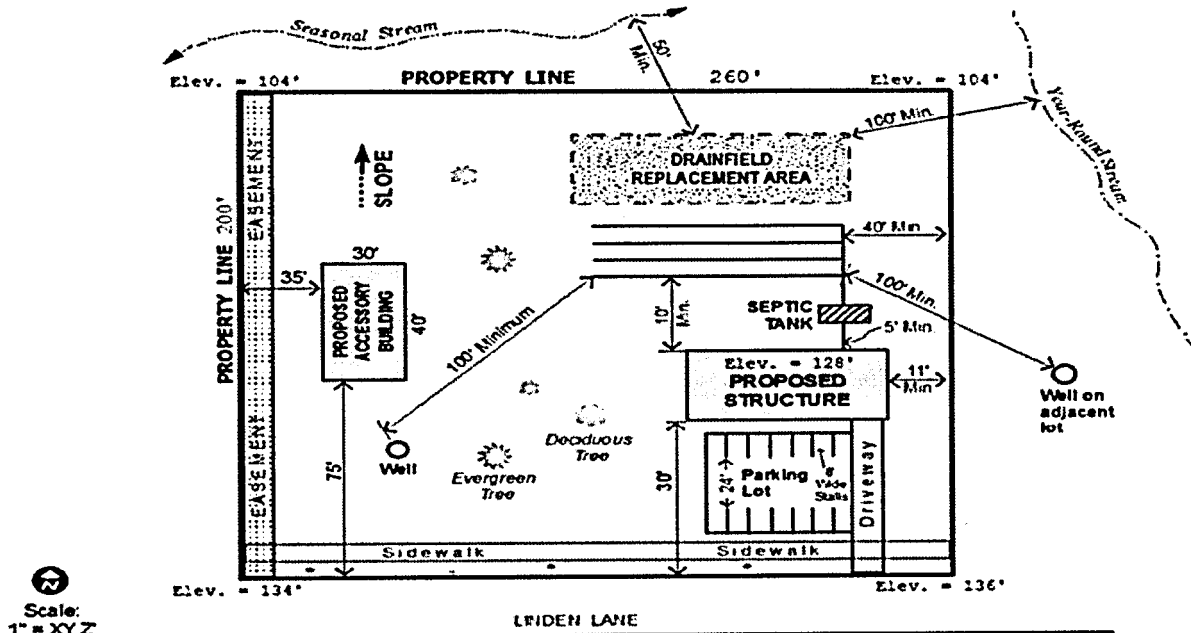 Seasonal Stream
50'
Min.
Elev. = 104'
PROPERTY LINE 260'
Elev. = 104'
100' Min.
Year-Round Stream
EASEMENT
SLOPE
DRAINFIELD
REPLACEMENT AREA
PROPERTY LINE 200'
30'
40' Min
35'
PROPOSED
ACCESSORY
BUILDING
40'
100' Minimum
10'
Min.
SEPTIC
TANK
100' Min.
5' Min.
Elev. = 128'
PROPOSED
STRUCTURE
11'
Min
Well on
adjacent
lot
75'
Well
Deciduous
Tree
Evergreen
Tree
30'
24'
Parking
Lot
8'
Wide
Stalls
Driveway
EASEMENT
Sidewalk
Sidewalk
Elev. = 134'
Elev. = 136'
N
Scale:
1" = XYZ'
LINDEN LANE